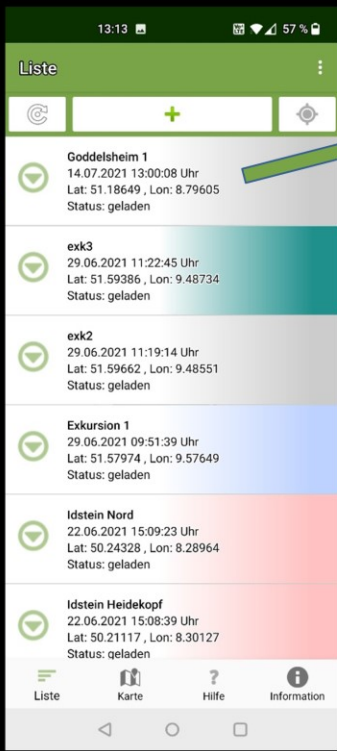 13:13
57 %
Liste
Goddelsheim 1
14.07.2021 13:00:08 Uhr
Lat: 51.18649 , Lon: 8.79605
Status: geladen
exk3
29.06.2021 11:22:45 Uhr
Lat: 51.59386 , Lon: 9.48734
Status: geladen
exk2
29.06.2021 11:19:14 Uhr
Lat: 51.59662 , Lon: 9.48551
Status: geladen
Exkursion 1
29.06.2021 09:51:39 Uhr
Lat: 51.57974 , Lon: 9.57649
Status: geladen
Idstein Nord
22.06.2021 15:09:23 Uhr
Lat: 50.24328 , Lon: 8.28964
Status: geladen
Idstein Heidekopf
22.06.2021 15:08:39 Uhr
Lat: 50.21117 , Lon: 8.30127
Status: geladen
Liste Karte Hilfe Information